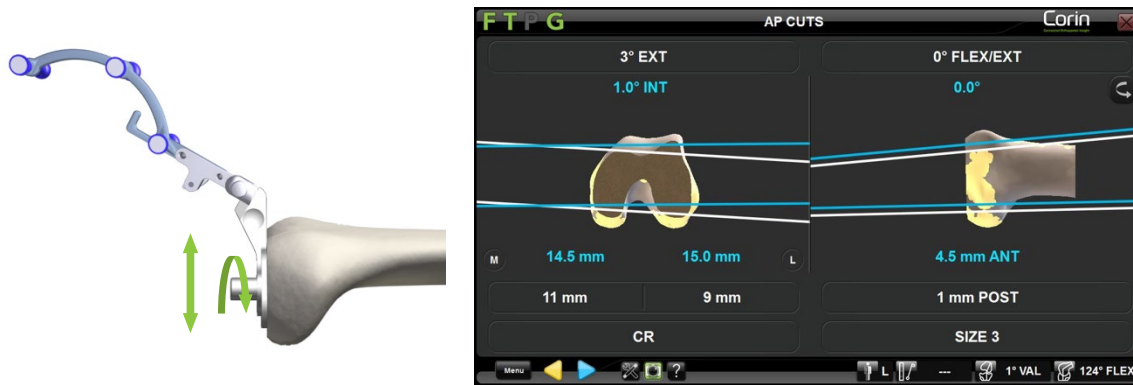 F T P G
AP CUTS
Corin
3° EXT
0° FLEX/EXT
1.0° INT
0.0°
M
14.5 mm
15.0 mm
L
4.5 mm ANT
11 mm
9 mm
1 mm POST
CR
SIZE 3
Menu
?
L
---
1° VAL
124° FLEX